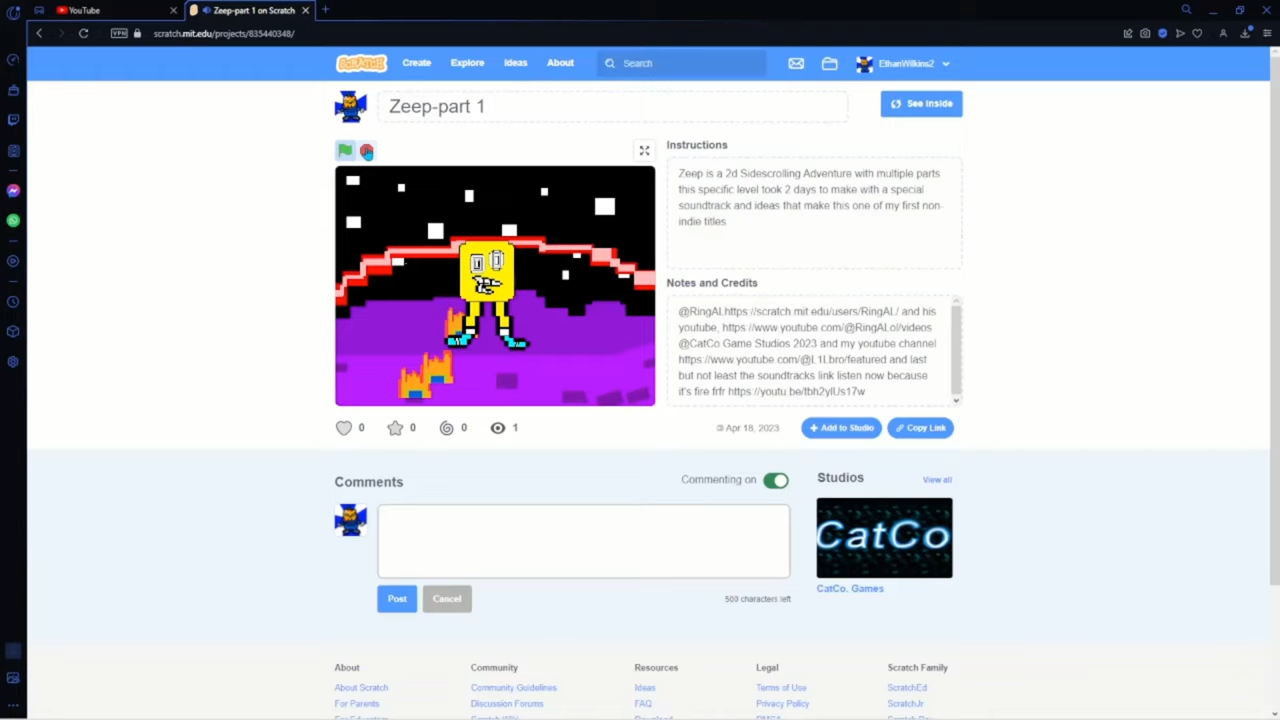 YouTube
Zeep-part 1 on Scratch
VPN
scratch.mit.edu/projects/835440348/
SCRATCH
Create
Explore
Ideas
About
Search
EthanWilkins2
Zeep-part 1
See inside
Instructions
Zeep is a 2d Sidescrolling Adventure with multiple parts
this specific level took 2 days to make with a special
soundtrack and ideas that make this one of my first non-
indie titles
Notes and Credits
@RingALhttps://scratch.mit.edu/users/RingAL/ and his
youtube, https://www.youtube.com/@RingALol/videos
@CatCo Game Studios 2023 and my youtube channel
https://www.youtube.com/@L1Lbro/featured and last
but not least the soundtracks link listen now because
it's fire frfr https://youtu.be/tbh2ylUs17w
0
0
0
1
© Apr 18, 2023
Add to Studio
Copy Link
Comments
Commenting on
Studios
View all
CatCo
CatCo. Games
Post
Cancel
500 characters left
About
Community
Resources
Legal
Scratch Family
About Scratch
Community Guidelines
Ideas
Terms of Use
ScratchEd
For Parents
Discussion Forums
FAQ
Privacy Policy
ScratchJr